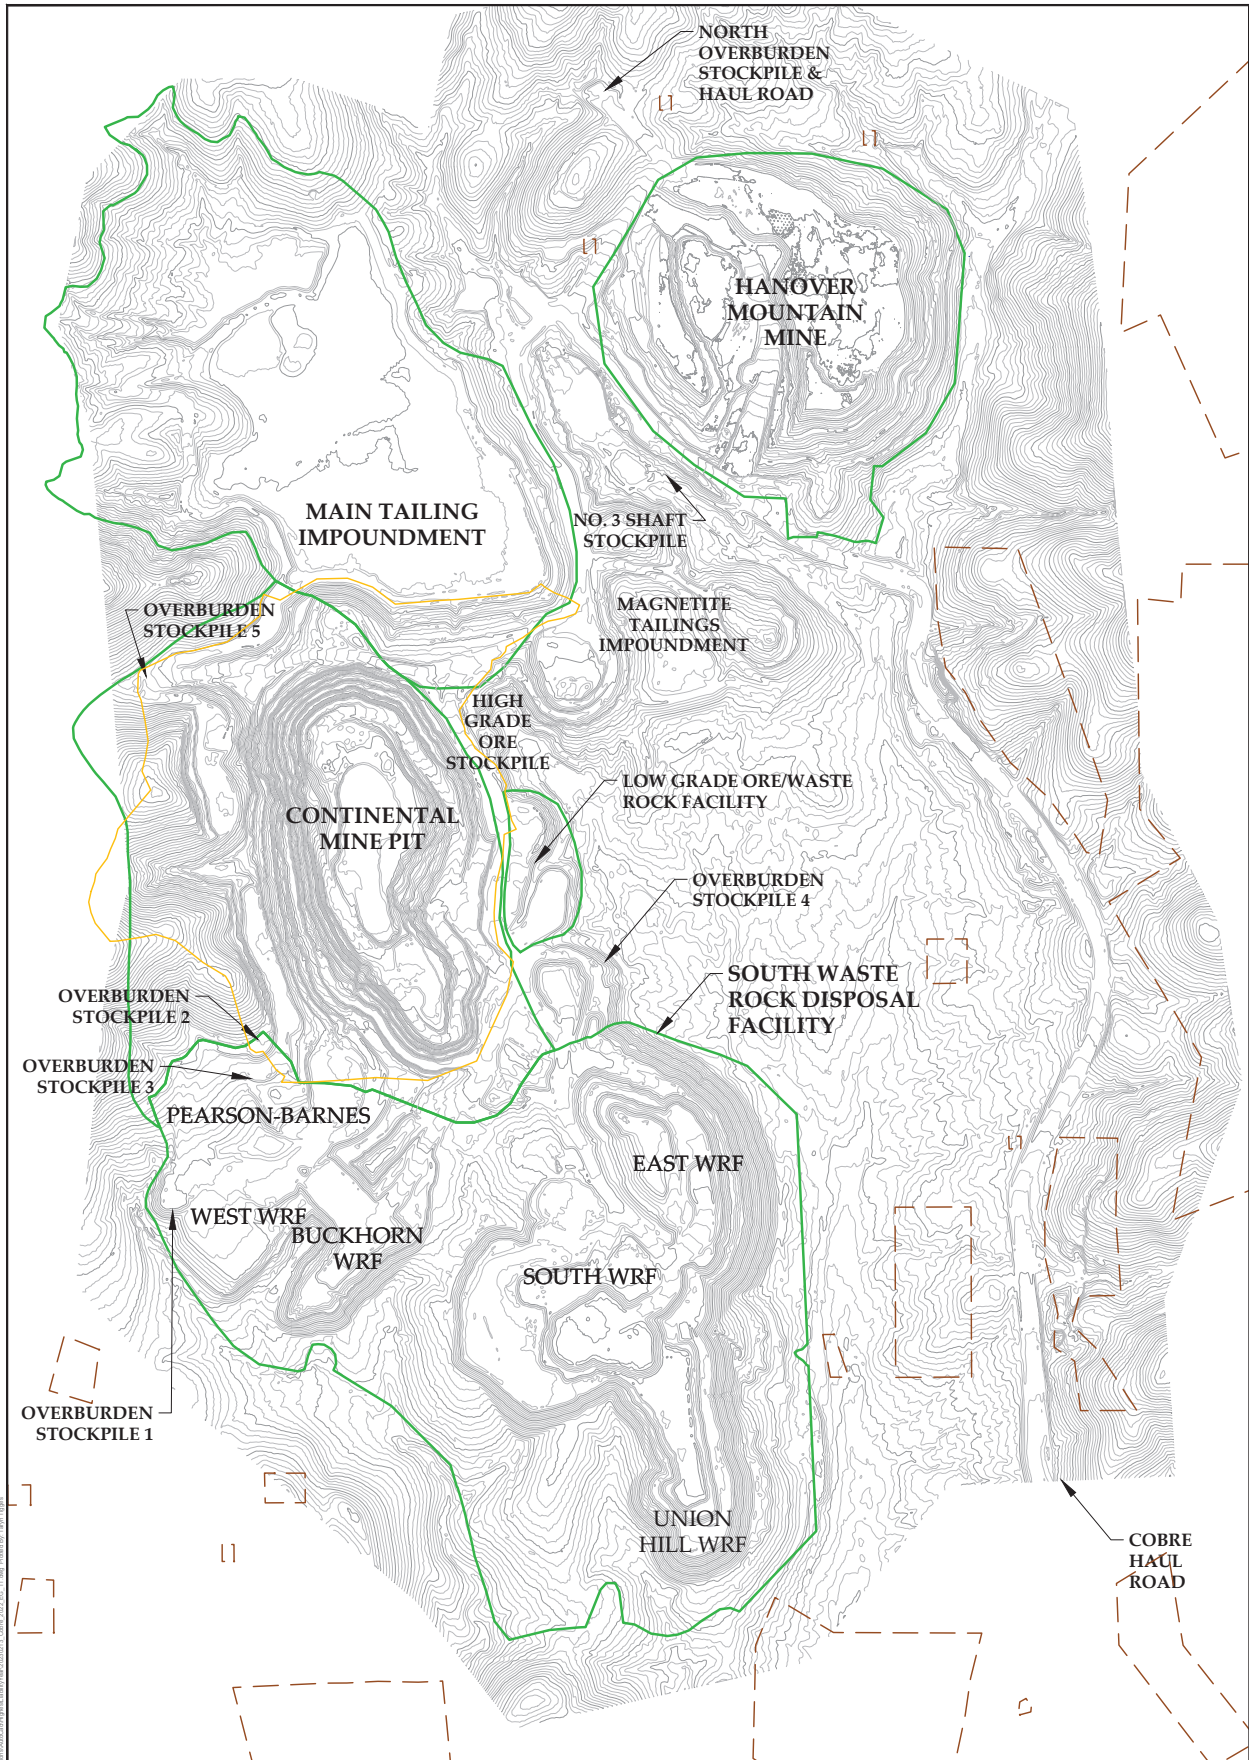 NORTH
OVERBURDEN
STOCKPILE &
HAUL ROAD
HANOVER
MOUNTAIN
MINE
MAIN TAILING
IMPOUNDMENT
NO. 3 SHAFT
STOCKPILE
OVERBURDEN
STOCKPILE 5
MAGNETITE
TAILINGS
IMPOUNDMENT
HIGH
GRADE
ORE
STOCKPILE
LOW GRADE ORE/WASTE
ROCK FACILITY
CONTINENTAL
MINE PIT
OVERBURDEN
STOCKPILE 4
SOUTH WASTE
ROCK DISPOSAL
FACILITY
OVERBURDEN
STOCKPILE 2
OVERBURDEN
STOCKPILE 3
PEARSON-BARNES
EAST WRF
WEST WRF
BUCKHORN
WRF
SOUTH WRF
OVERBURDEN
STOCKPILE 1
UNION
HILL WRF
COBRE
HAUL
ROAD